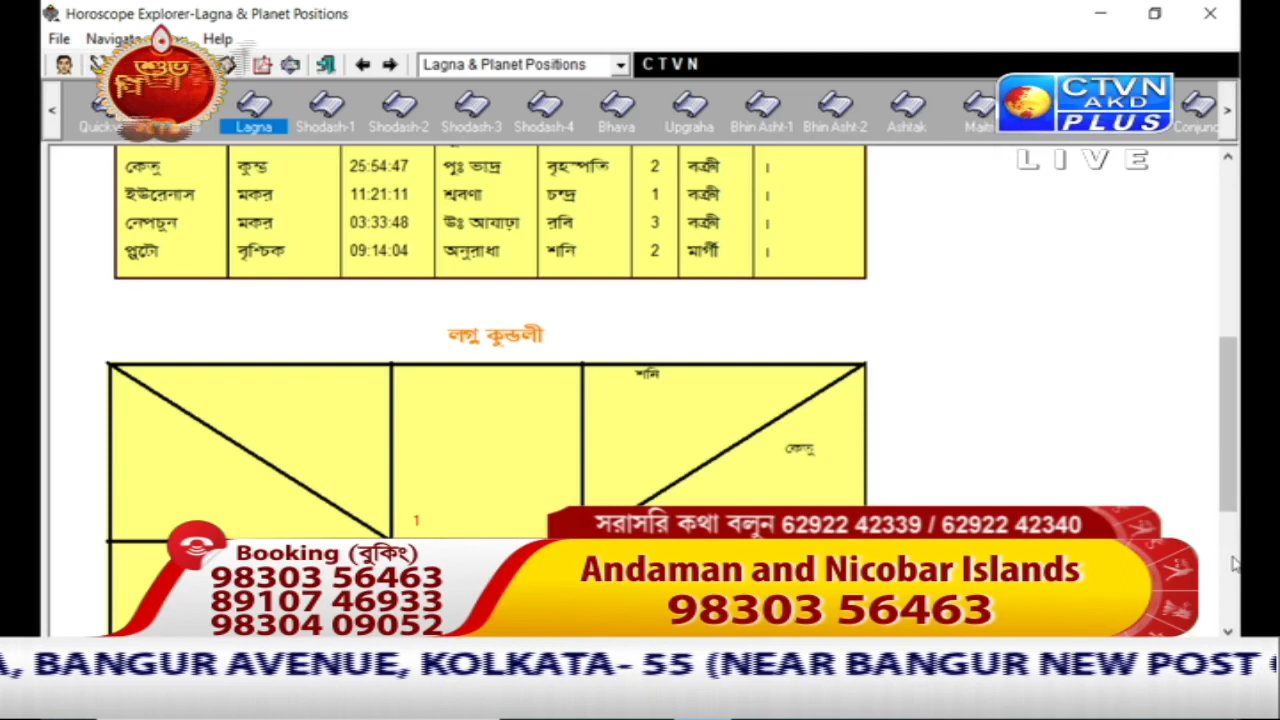 Horoscope Explorer-Lagna & Planet Positions
File Help
Lagna & Planet Positions CTVN
শুভ
CTVN
AKD
PLUS
LIVE
Lagna Shodash-1 Shodash-2 Shodash-3 Shodash-4 Bhava Upgraha Bhin Asht-1 Bhin Asht-2 Ashtak
কেতু কুম্ভ 25:54:47 পুঃ ভাদ্র বৃহস্পতি 2 বক্রী ।
ইউরেনাস মকর 11:21:11 শ্রবণা চন্দ্র 1 বক্রী ।
নেপচুন মকর 03:33:48 উঃ আষাঢ়া রবি 3 বক্রী ।
প্লুটো বৃশ্চিক 09:14:04 অনুরাধা শনি 2 মার্গী ।
লগ্ন কুন্ডলী
শনি
কেতু
1
সরাসরি কথা বলুন 62922 42339 / 62922 42340
Booking (বুকিং)
98303 56463
89107 46933
98304 09052
Andaman and Nicobar Islands
98303 56463
, BANGUR AVENUE, KOLKATA- 55 (NEAR BANGUR NEW POST